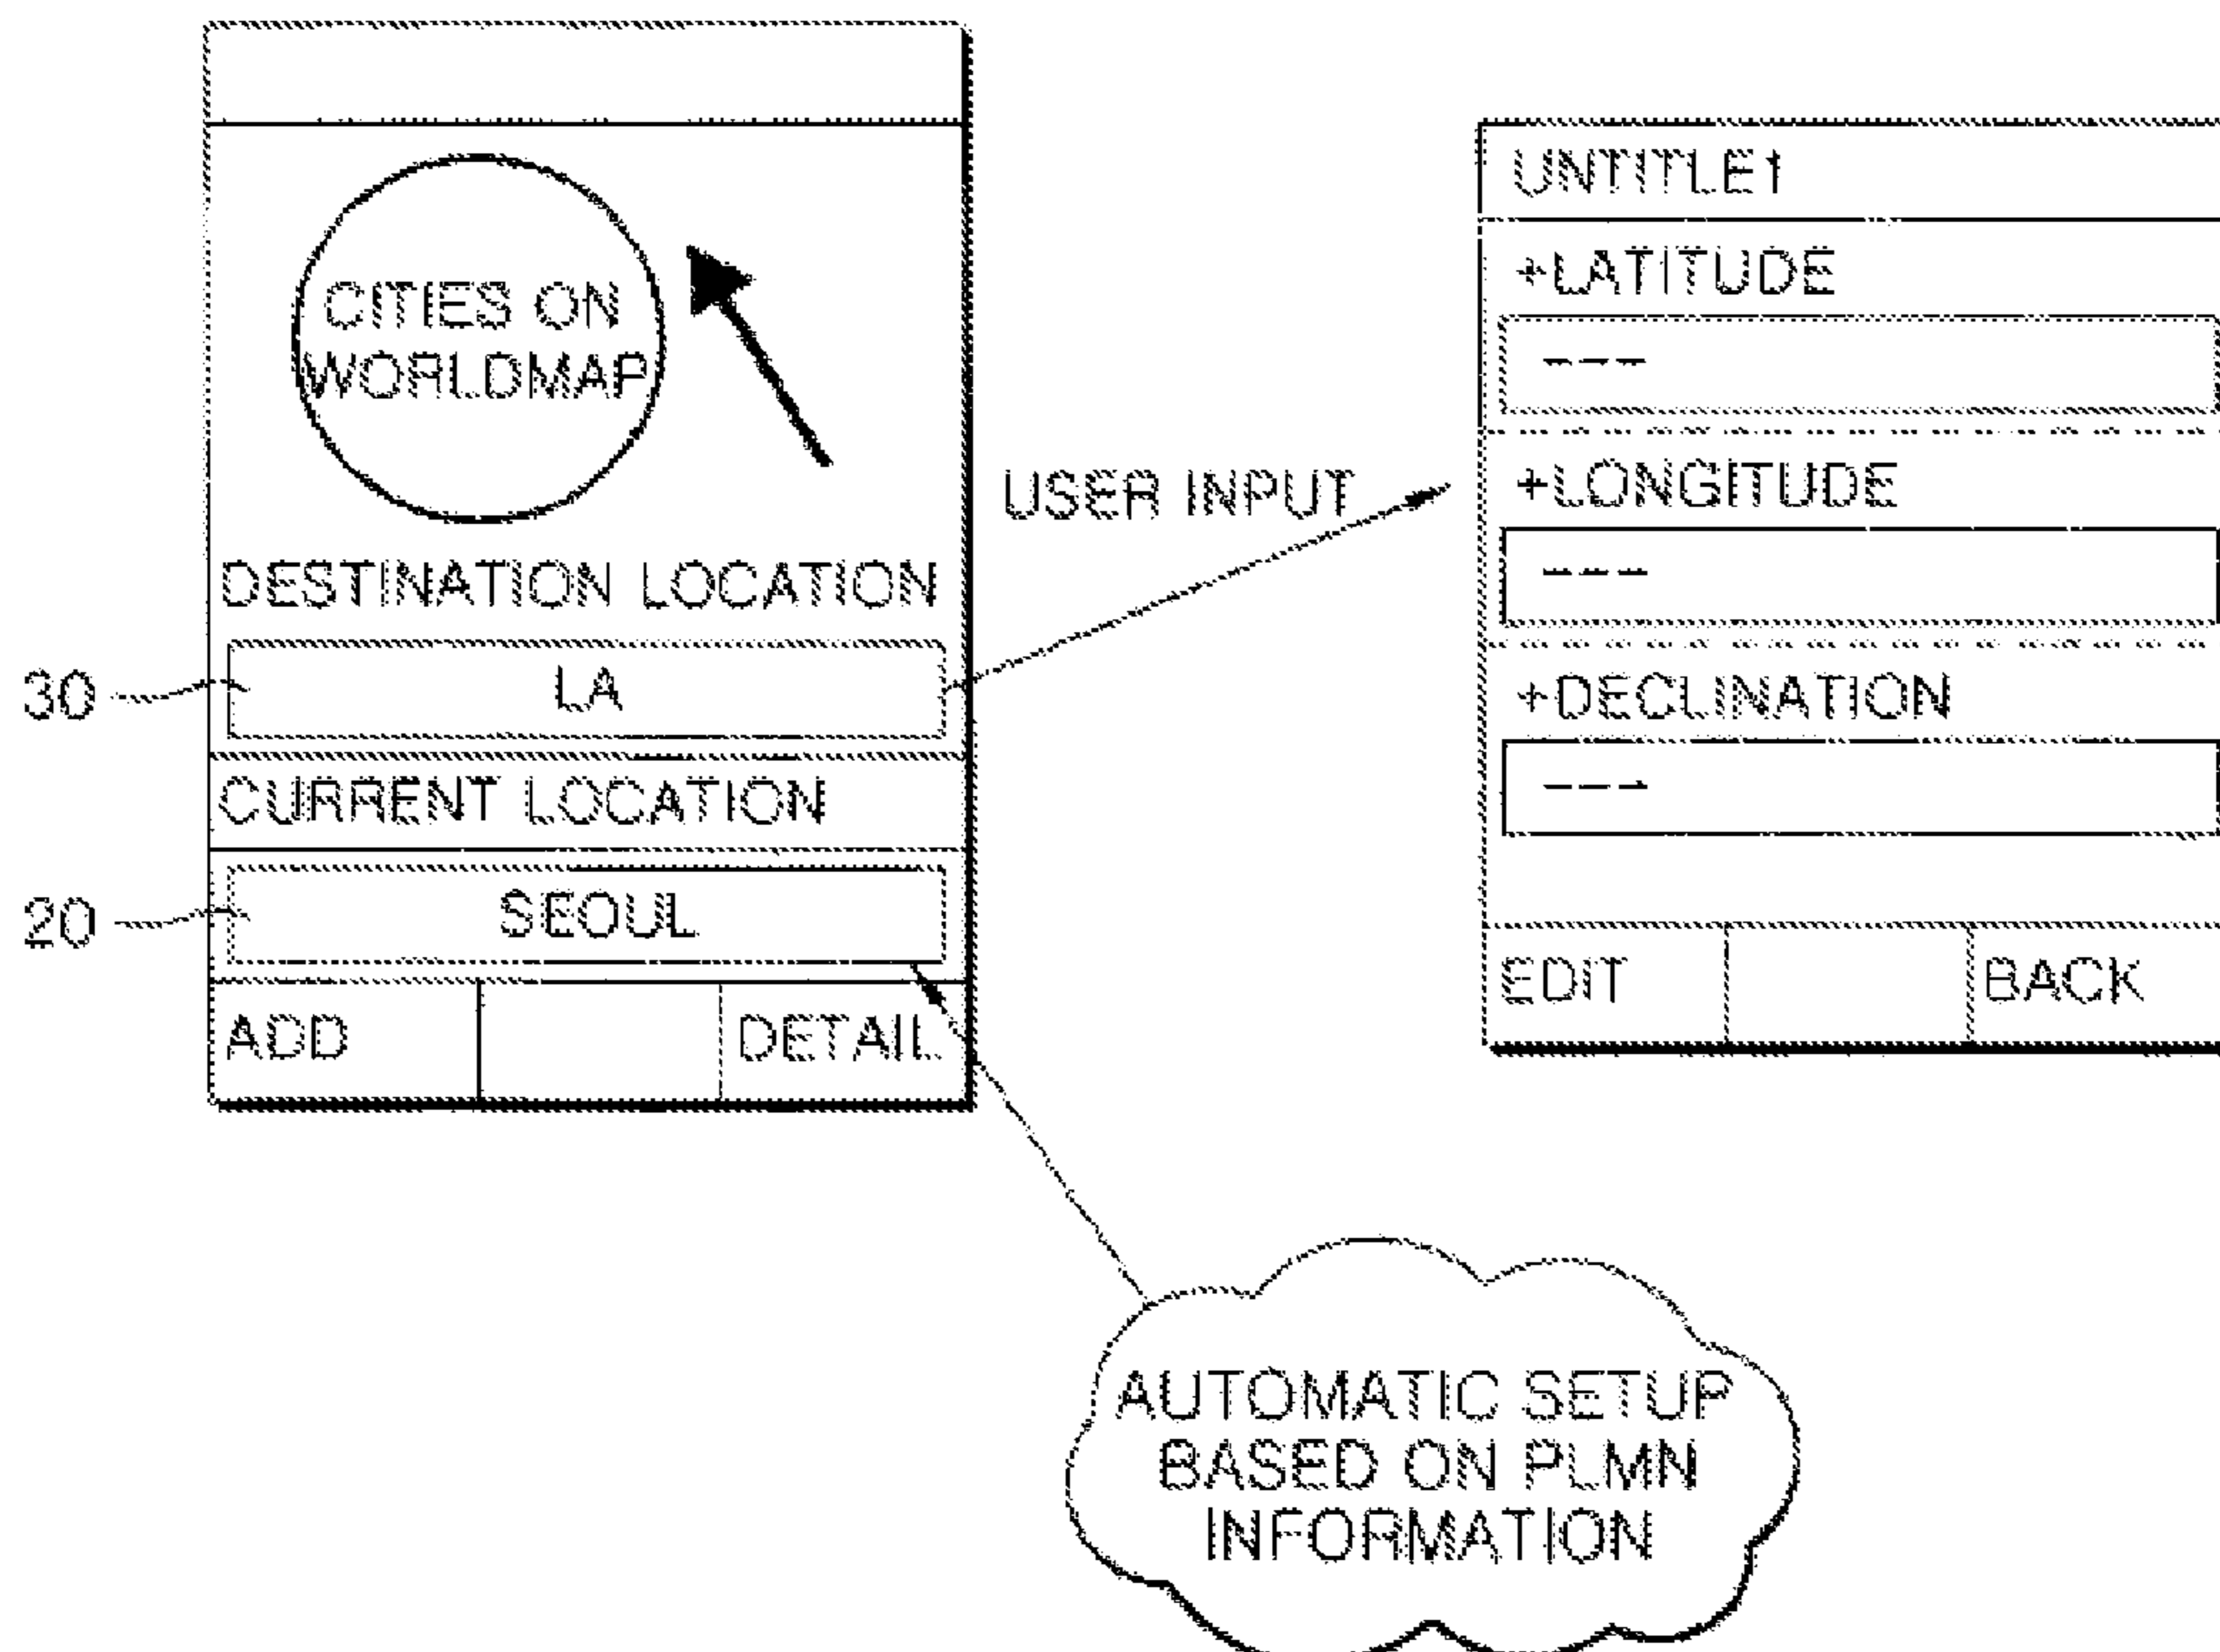 CITIES ON
WORLDMAP
DESTINATION LOCATION
30
LA
CURRENT LOCATION
20
SEOUL
ADD
DETAIL
USER INPUT
UNTITLE1
+LATITUDE
---
+LONGITUDE
---
+DECLINATION
---
EDIT
BACK
AUTOMATIC SETUP
BASED ON PLMN
INFORMATION